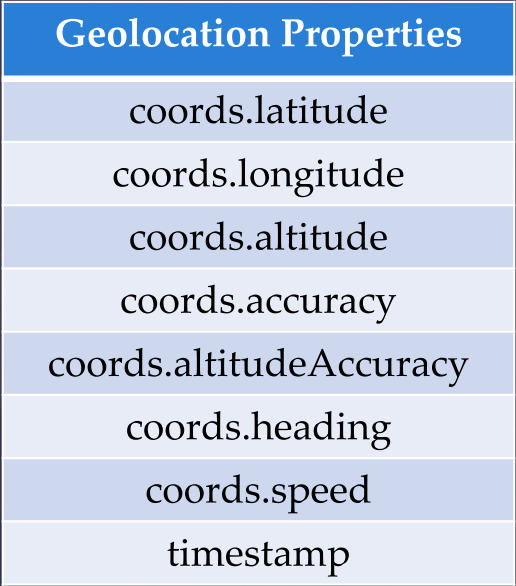 Geolocation Properties
coords.latitude
coords.longitude
coords.altitude
coords.accuracy
coords.altitudeAccuracy
coords.heading
coords.speed
timestamp